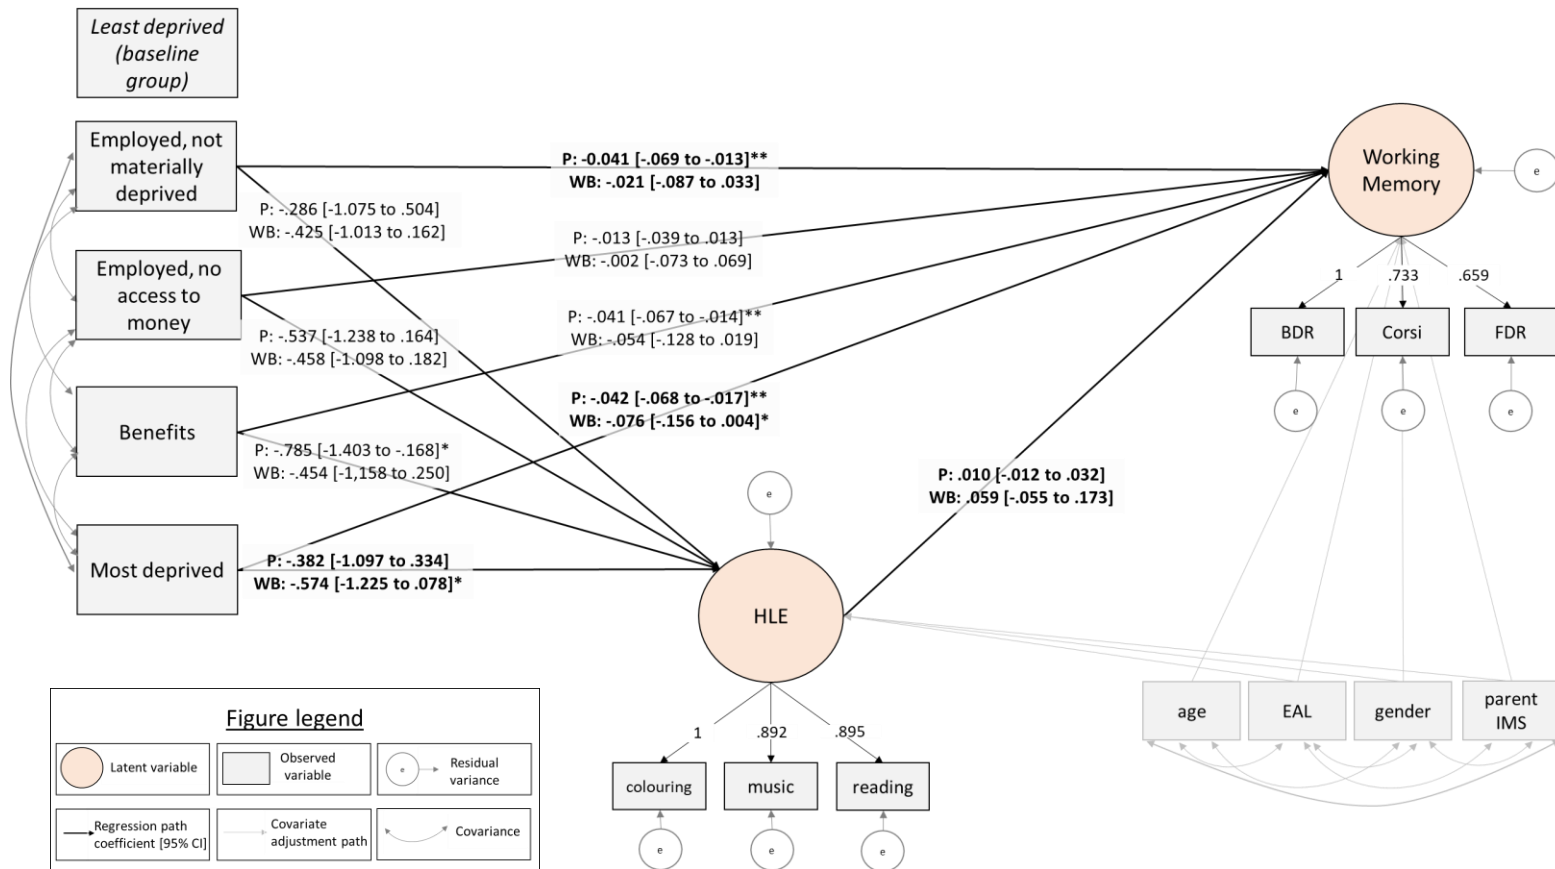 Least deprived
(baseline
group)
Employed, not
materially
deprived
Employed, no
access to
money
Benefits
Most deprived
P: -0.041 [-.069 to -.013]**
WB: -.021 [-.087 to .033]
P: -.286 [-1.075 to .504]
WB: -.425 [-1.013 to .162]
P: -.013 [-.039 to .013]
WB: -.002 [-.073 to .069]
P: -.041 [-.067 to -.014]**
WB: -.054 [-.128 to .019]
P: -.537 [-1.238 to .164]
WB: -.458 [-1.098 to .182]
P: -.042 [-.068 to -.017]**
WB: -.076 [-.156 to .004]*
P: -.785 [-1.403 to -.168]*
WB: -.454 [-1,158 to .250]
P: -.382 [-1.097 to .334]
WB: -.574 [-1.225 to .078]*
P: .010 [-.012 to .032]
WB: .059 [-.055 to .173]
Working
Memory
e
1
.733
.659
BDR
Corsi
FDR
e
e
e
e
HLE
1
.892
.895
colouring
music
reading
e
e
e
age
EAL
gender
parent
IMS
Figure legend
Latent variable
Observed
variable
e
Residual
variance
Regression path
coefficient [95% CI]
Covariate
adjustment path
Covariance